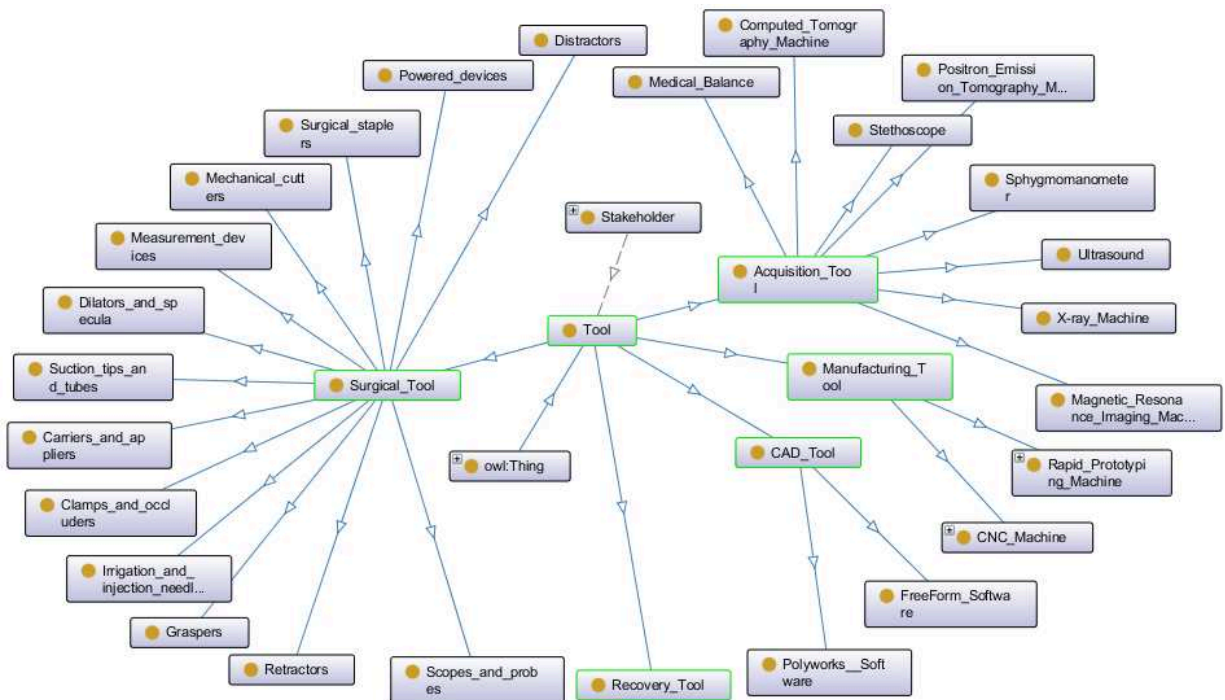 Distractors
Computed_Tomogr
aphy_Machine
Powered_devices
Medical_Balance
Positron_Emissi
on_Tomography_M...
Surgical_staple
rs
Stethoscope
Mechanical_cutt
ers
Sphygmomanomete
r
Stakeholder
Measurement_dev
ices
Ultrasound
Acquisition_Too
l
Dilators_and_sp
ecula
X-ray_Machine
Tool
Suction_tips_an
d_tubes
Surgical_Tool
Manufacturing_T
ool
Magnetic_Resona
nce_Imaging_Mac...
Carriers_and_ap
pliers
CAD_Tool
owl:Thing
Rapid_Prototypi
ng_Machine
Clamps_and_occl
uders
CNC_Machine
Irrigation_and_
injection_needl...
FreeForm_Softwa
re
Graspers
Retractors
Scopes_and_prob
es
Recovery_Tool
Polyworks__Soft
ware